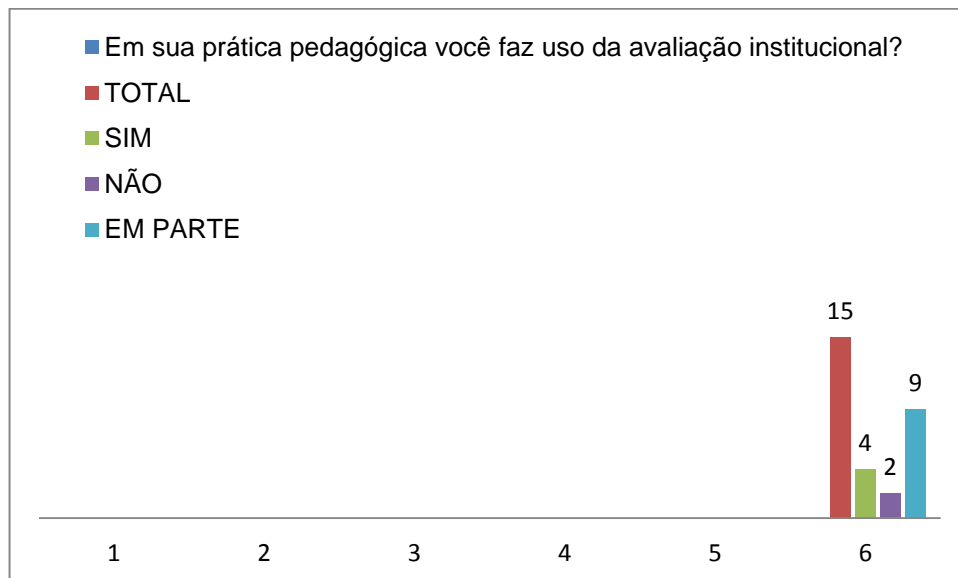 Em sua prática pedagógica você faz uso da avaliação institucional?
TOTAL
SIM
NÃO
EM PARTE
15
4
2
9
1 2 3 4 5 6